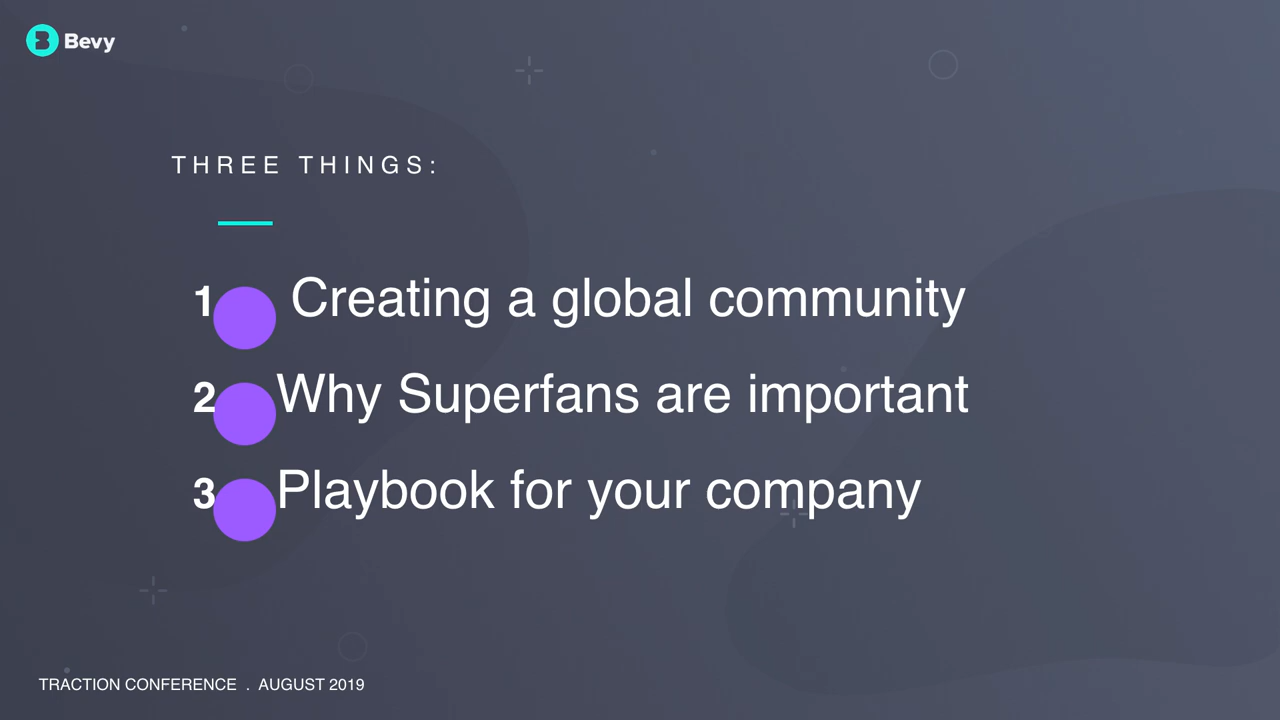 Bevy
THREE THINGS:
1 Creating a global community
2 Why Superfans are important
3 Playbook for your company
TRACTION CONFERENCE . AUGUST 2019